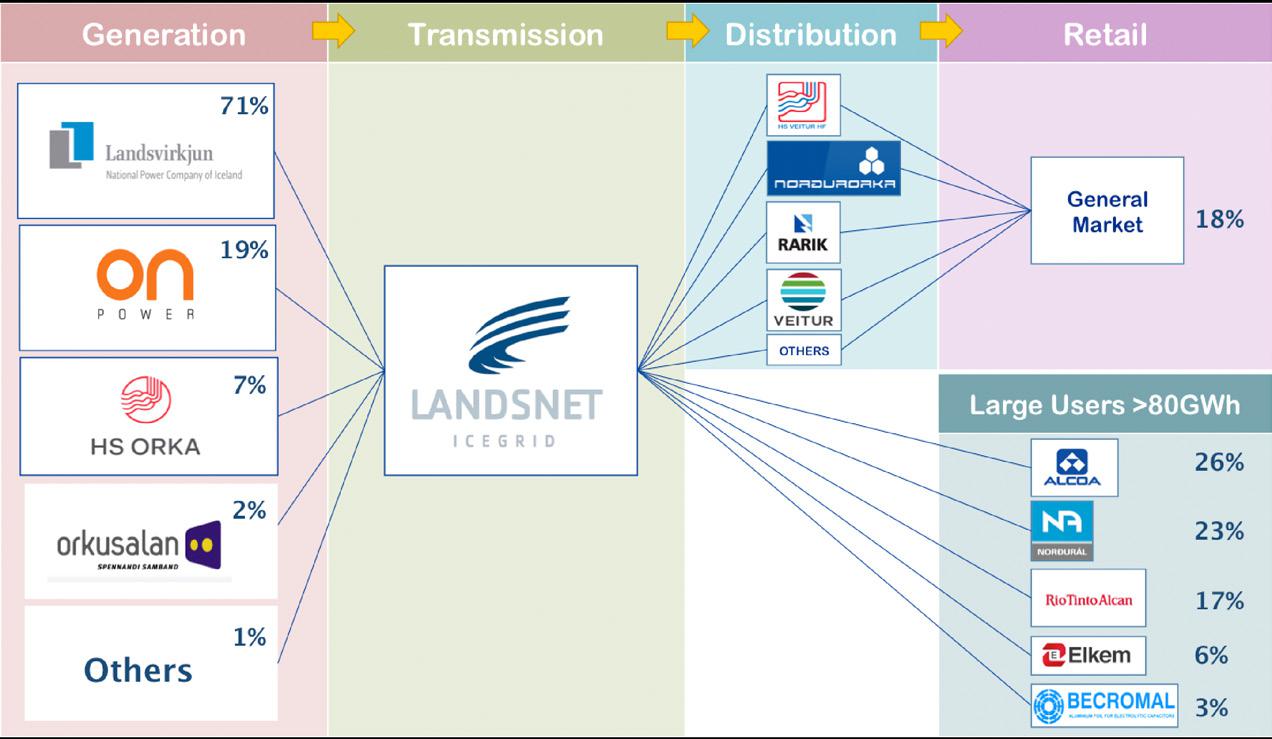 Generation
Transmission
Distribution
Retail
71%
Landsvirkjun
National Power Company of Iceland
19%
on
POWER
7%
HS ORKA
2%
orkusalan
SPENNANDI SAMBAND
1%
Others
LANDSNET
ICEGRID
HS VEITUR HF
NORÐURORKA
RARIK
VEITUR
OTHERS
General
Market
18%
Large Users >80GWh
ALCOA
26%
NA
NORÐURÁL
23%
RioTintoAlcan
17%
E Elkem
6%
BECROMAL
ALUMINIUM FOIL FOR ELECTROLYTIC CAPACITORS
3%